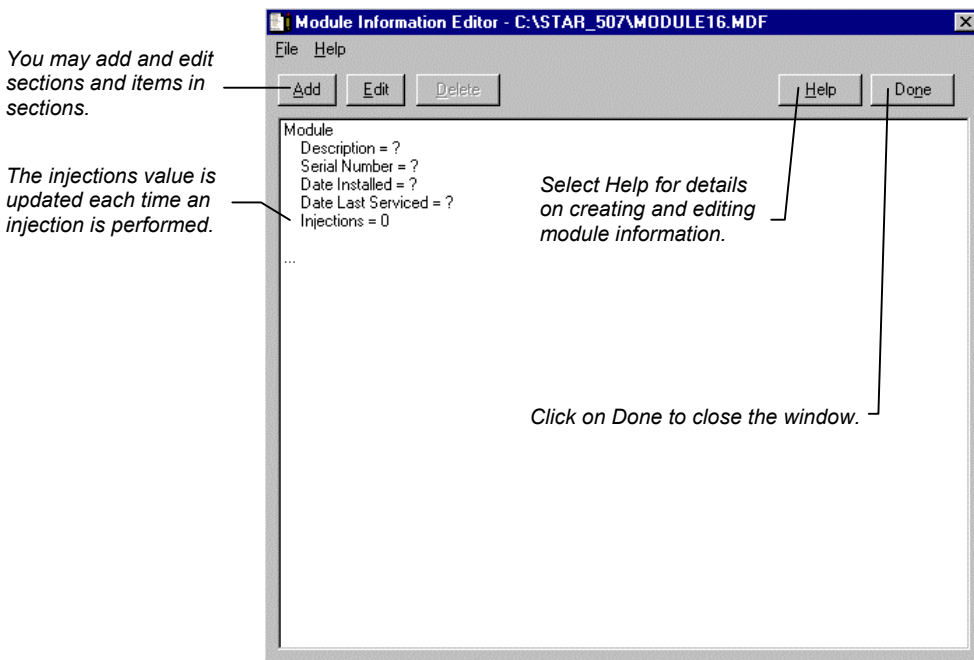 Module Information Editor - C:\STAR_507\MODULE16.MDF
File Help
Add Edit Delete Help Done
You may add and edit
sections and items in
sections.
Module
Description = ?
Serial Number = ?
Date Installed = ?
Date Last Serviced = ?
Injections = 0
...
The injections value is
updated each time an
injection is performed.
Select Help for details
on creating and editing
module information.
Click on Done to close the window.